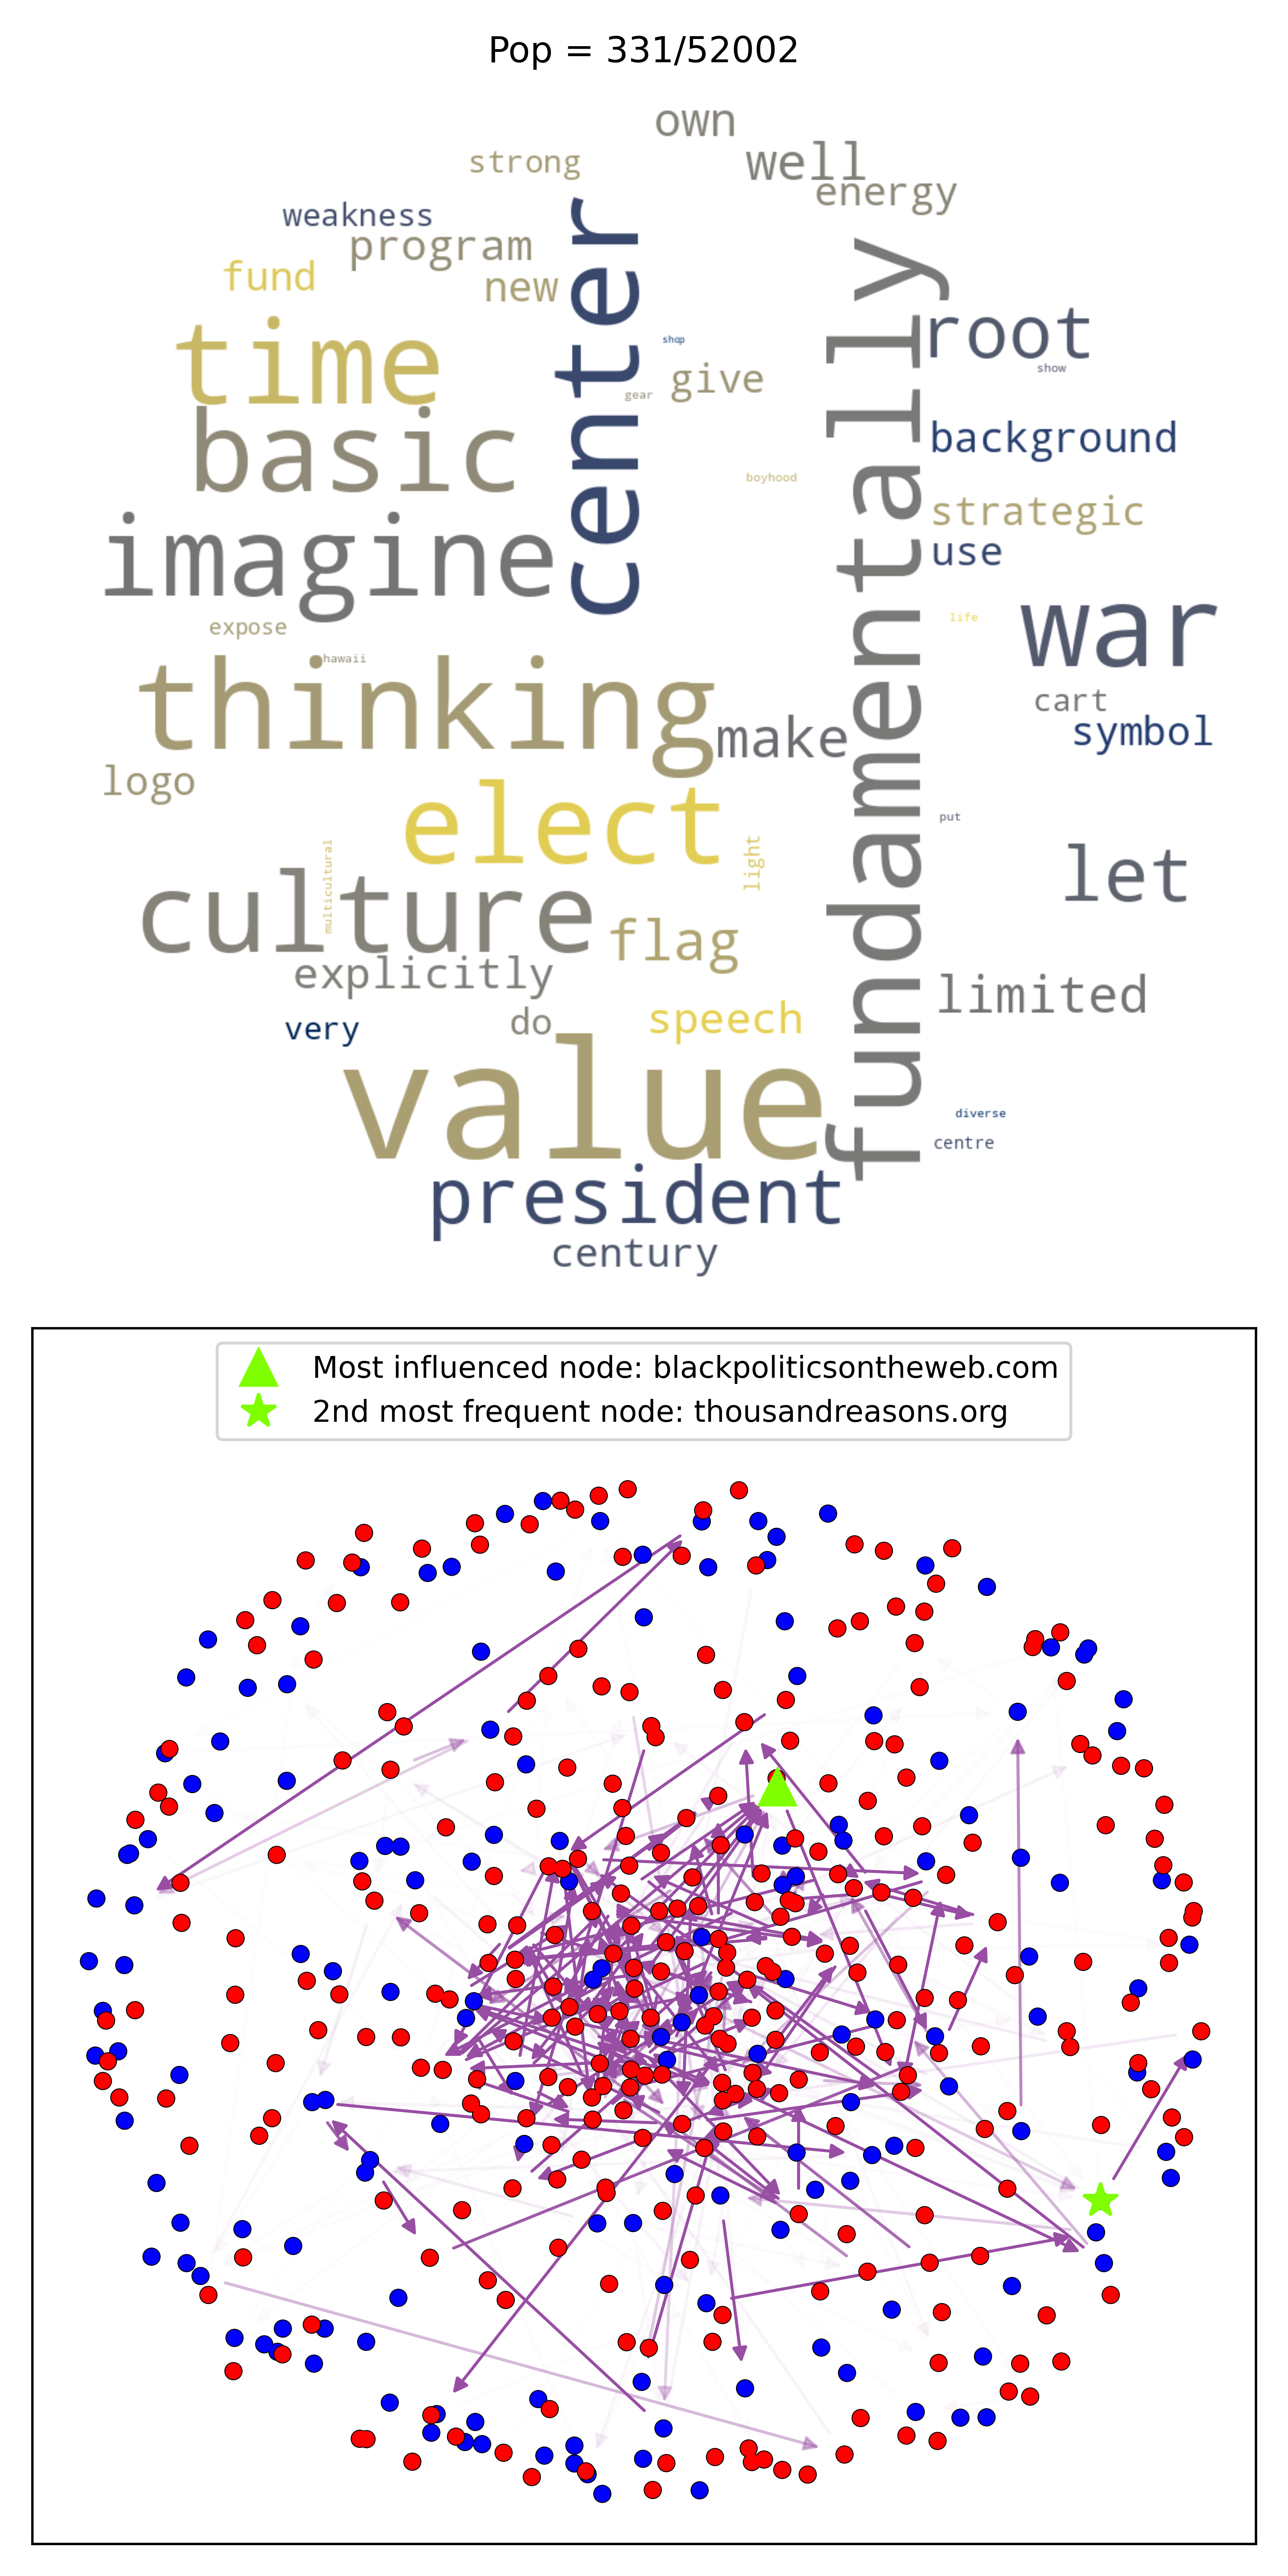 Pop = 331/52002
own
strong
well
energy
weakness
program
fund
new
center
fundamentally
time
root
shop
show
give
gear
basic
background
boyhood
strategic
imagine
use
war
life
expose
hawaii
thinking
cart
make
symbol
logo
elect
put
light
multicultural
let
culture
flag
explicitly
limited
very
do
speech
value
diverse
centre
president
century
Most influenced node: blackpoliticsontheweb.com
2nd most frequent node: thousandreasons.org